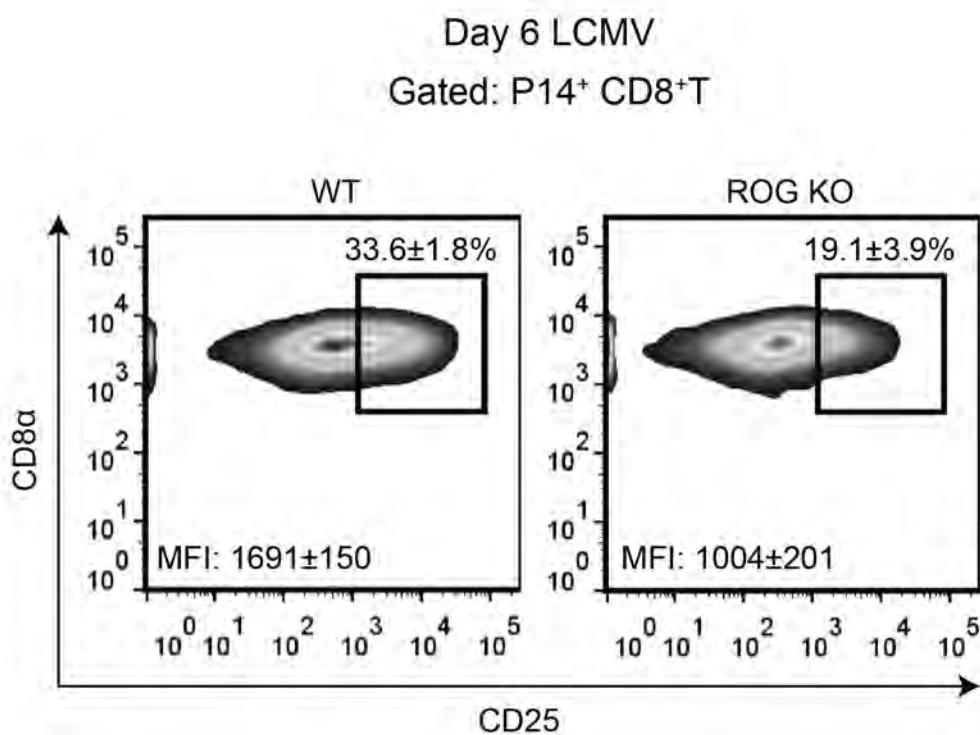 Day 6 LCMV
Gated: P14⁺ CD8⁺T
WT
ROG KO
33.6±1.8%
19.1±3.9%
10⁵
10⁴
10³
10²
10¹
10⁰
10⁵
10⁴
10³
10²
10¹
10⁰
CD8α
MFI: 1691±150
MFI: 1004±201
10⁰ 10¹ 10² 10³ 10⁴ 10⁵
10⁰ 10¹ 10² 10³ 10⁴ 10⁵
CD25